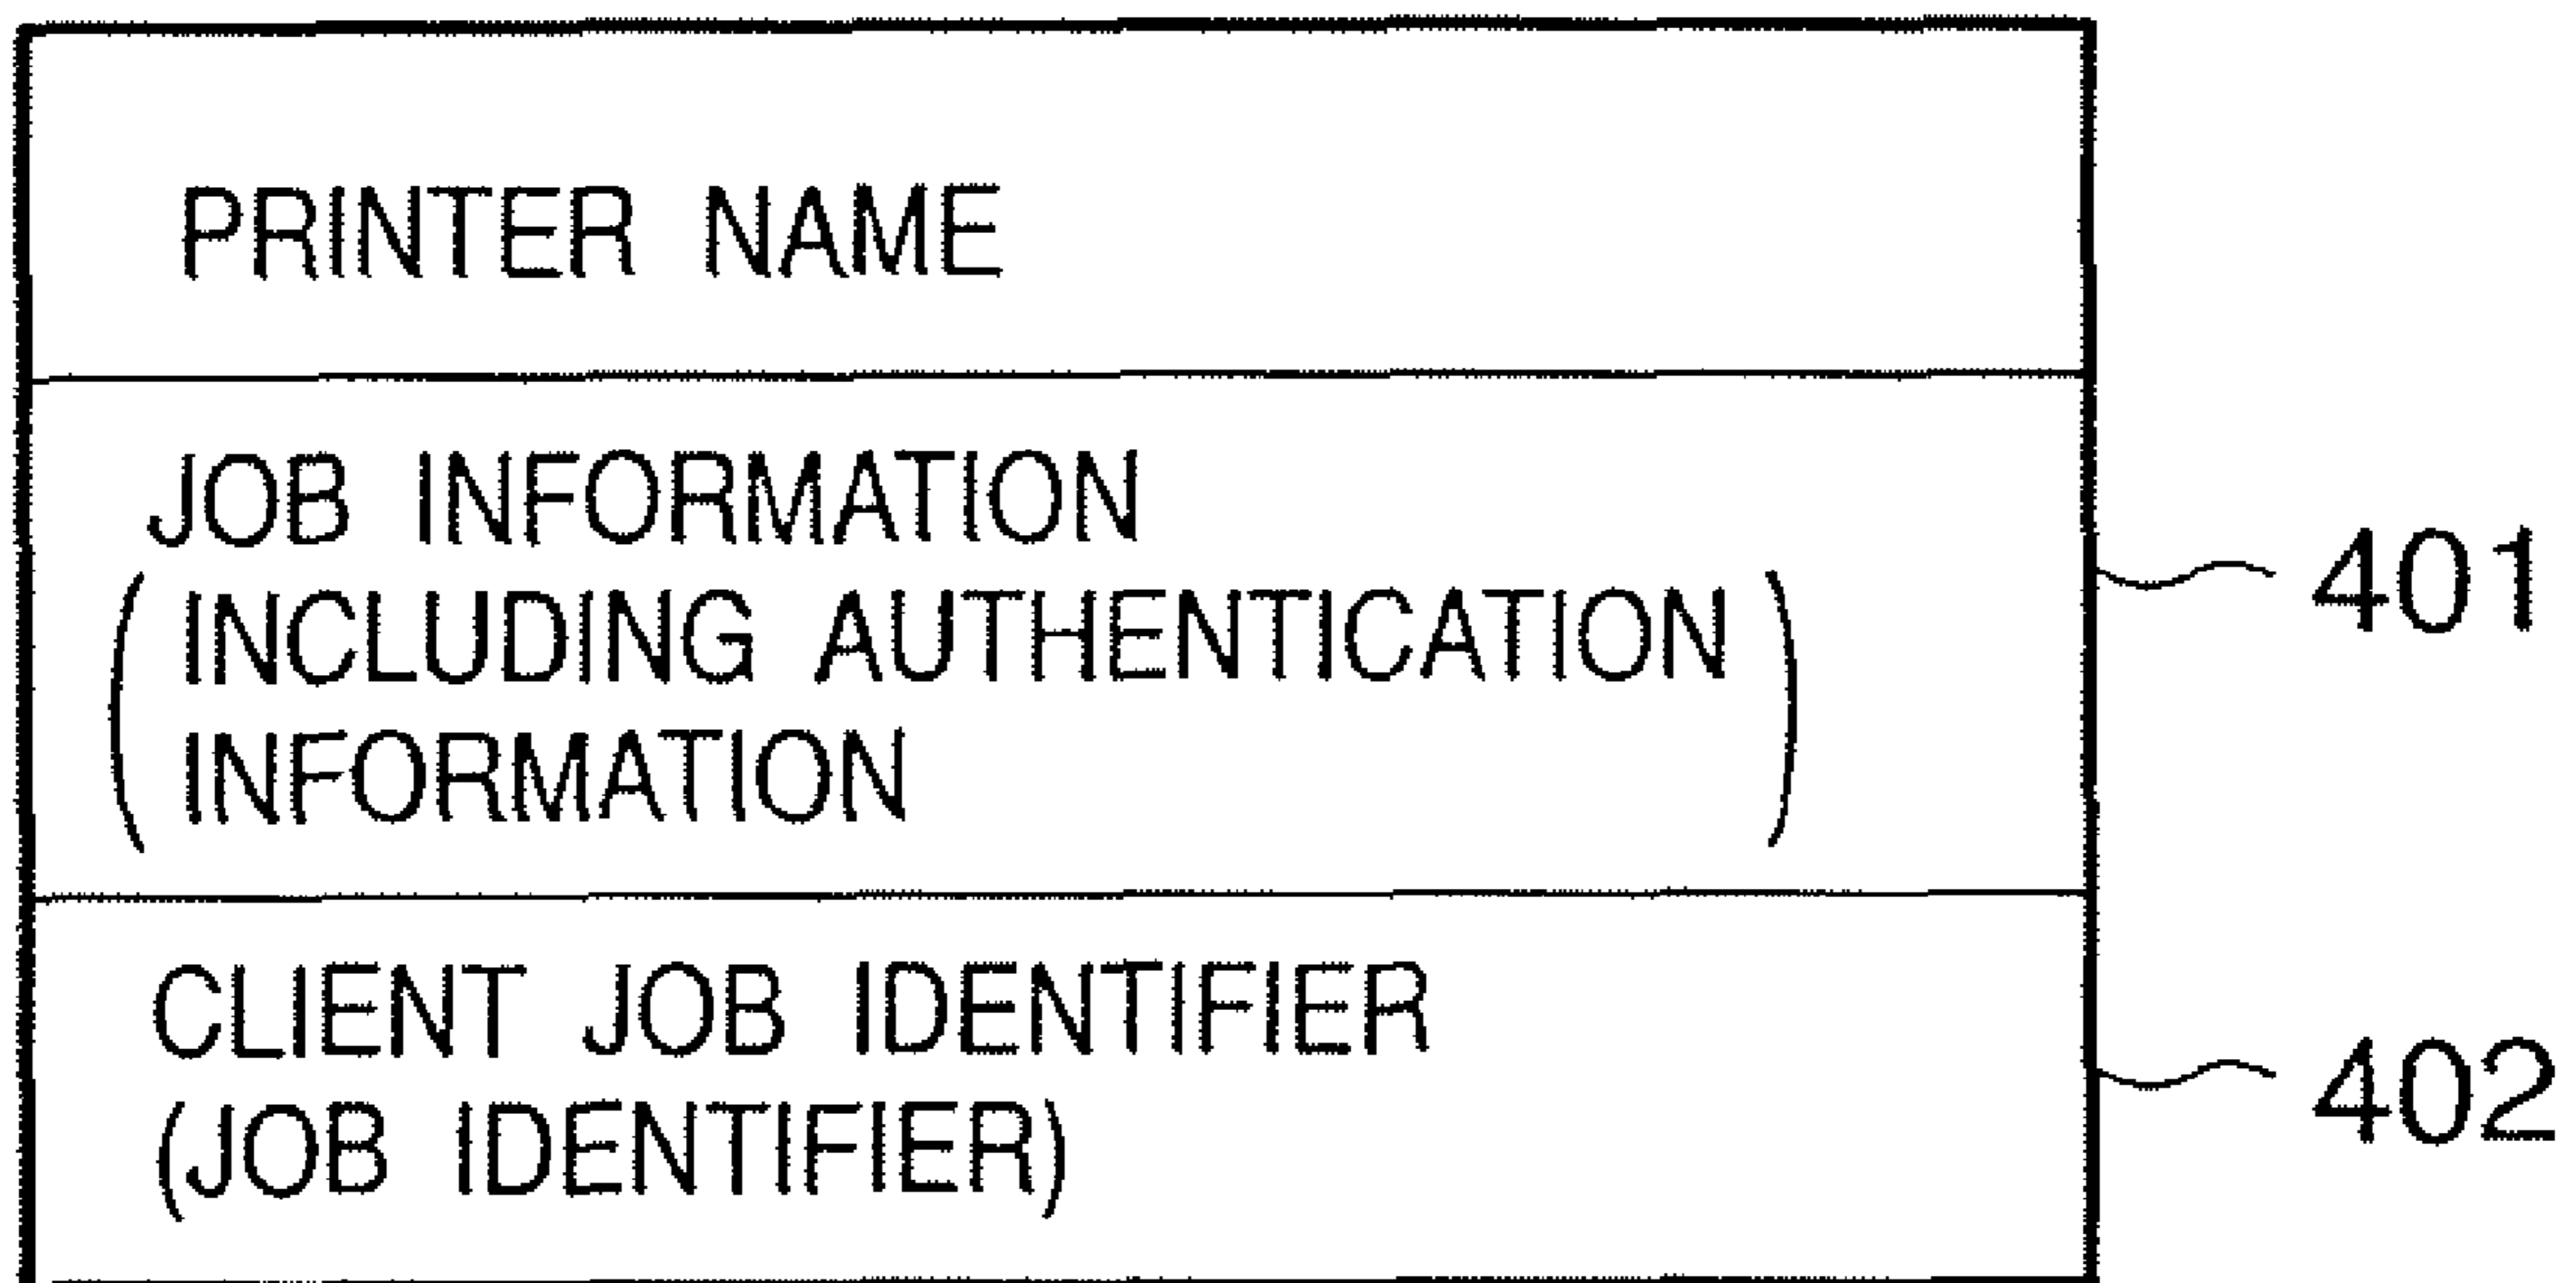 PRINTER NAME
JOB INFORMATION
(INCLUDING AUTHENTICATION
INFORMATION)
401
CLIENT JOB IDENTIFIER
(JOB IDENTIFIER)
402